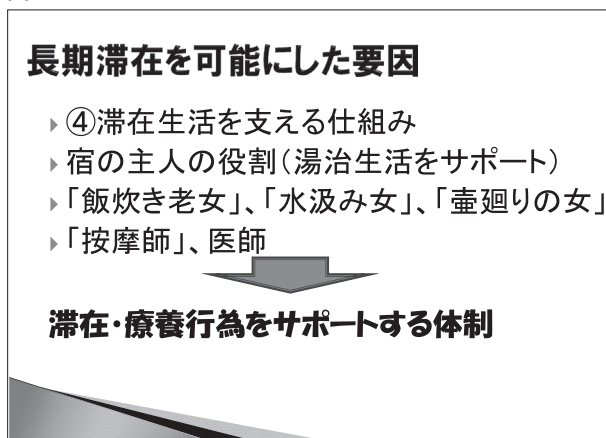 長期滞在を可能にした要因
④滞在生活を支える仕組み
宿の主人の役割(湯治生活をサポート)
「飯炊き老女」、「水汲み女」、「壷廻りの女」
「按摩師」、医師
滞在・療養行為をサポートする体制